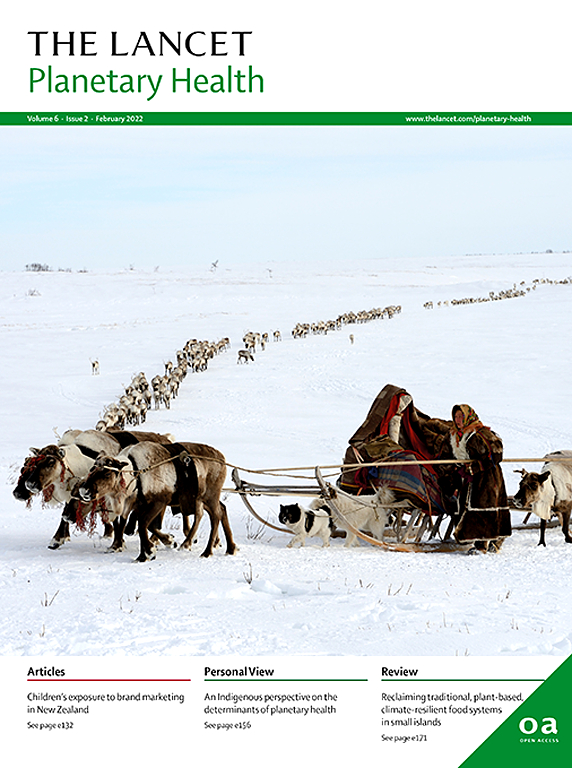 THE LANCET
Planetary Health
Volume 6 · Issue 2 · February 2022
www.thelancet.com/planetary-health
Articles
Children's exposure to brand marketing
in New Zealand
See page e132
Personal View
An Indigenous perspective on the
determinants of planetary health
See page e156
Review
Reclaiming traditional, plant-based,
climate-resilient food systems
in small islands
See page e171
oa
OPEN ACCESS